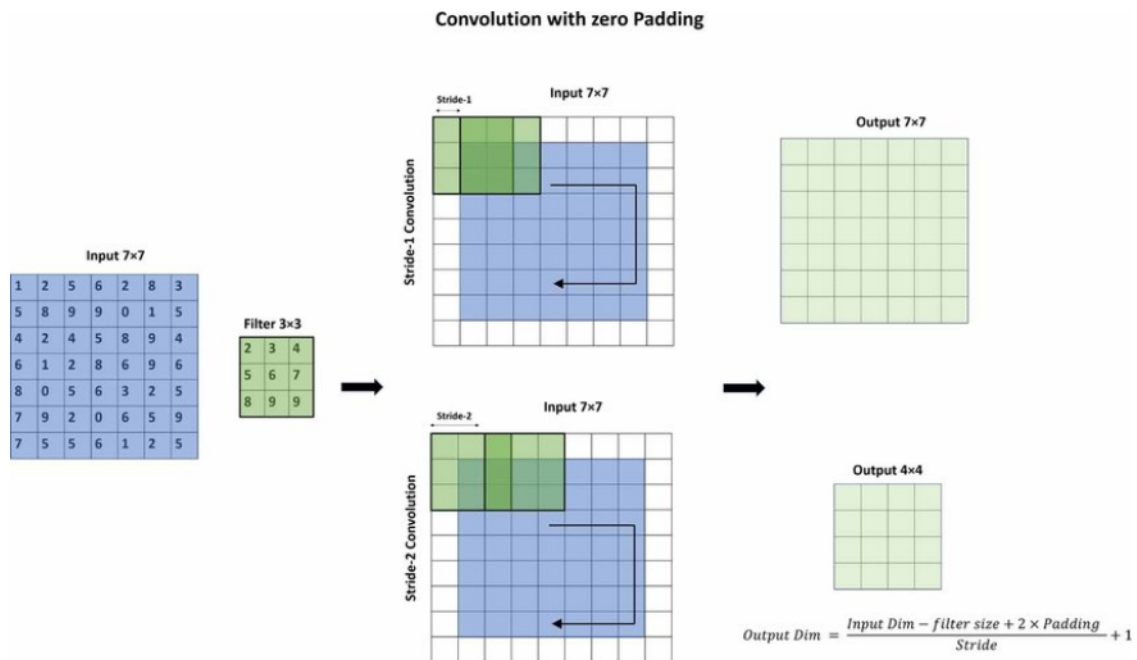 Convolution with zero Padding
Input 7×7
1 2 5 6 2 8 3
5 8 9 9 0 1 5
4 2 4 5 8 9 4
6 1 2 8 6 9 6
8 0 5 6 3 2 5
7 9 2 0 6 5 9
7 5 5 6 1 2 5
Filter 3×3
2 3 4
5 6 7
8 9 9
Input 7×7
Stride-1
Stride-1 Convolution
Input 7×7
Stride-2
Stride-2 Convolution
Output 7×7
Output 4×4
Output Dim = (Input Dim − filter size + 2 × Padding) / Stride + 1